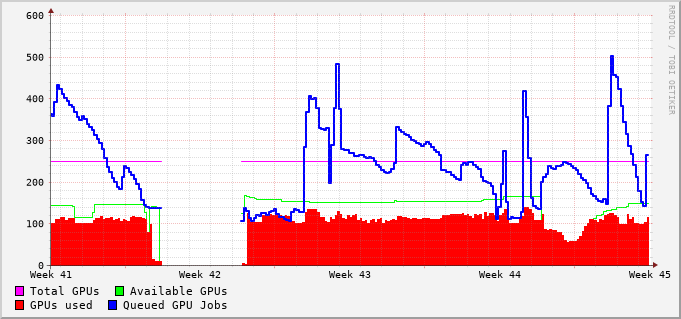 600
500
400
300
200
100
0
Week 41 Week 42 Week 43 Week 44 Week 45
Total GPUs Available GPUs
GPUs used Queued GPU Jobs
RRDTOOL / TOBI OETIKER